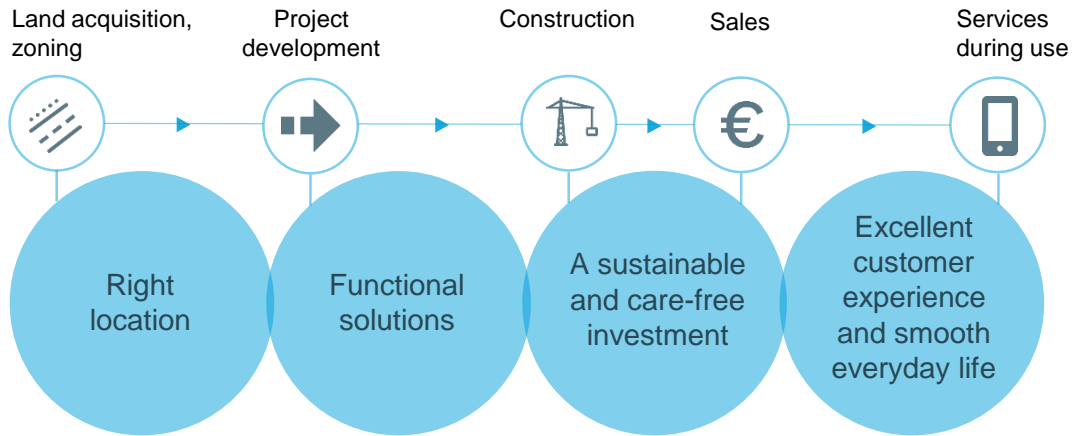 Land acquisition,
zoning
Project
development
Construction
Sales
Services
during use
€
Right
location
Functional
solutions
A sustainable
and care-free
investment
Excellent
customer
experience
and smooth
everyday life